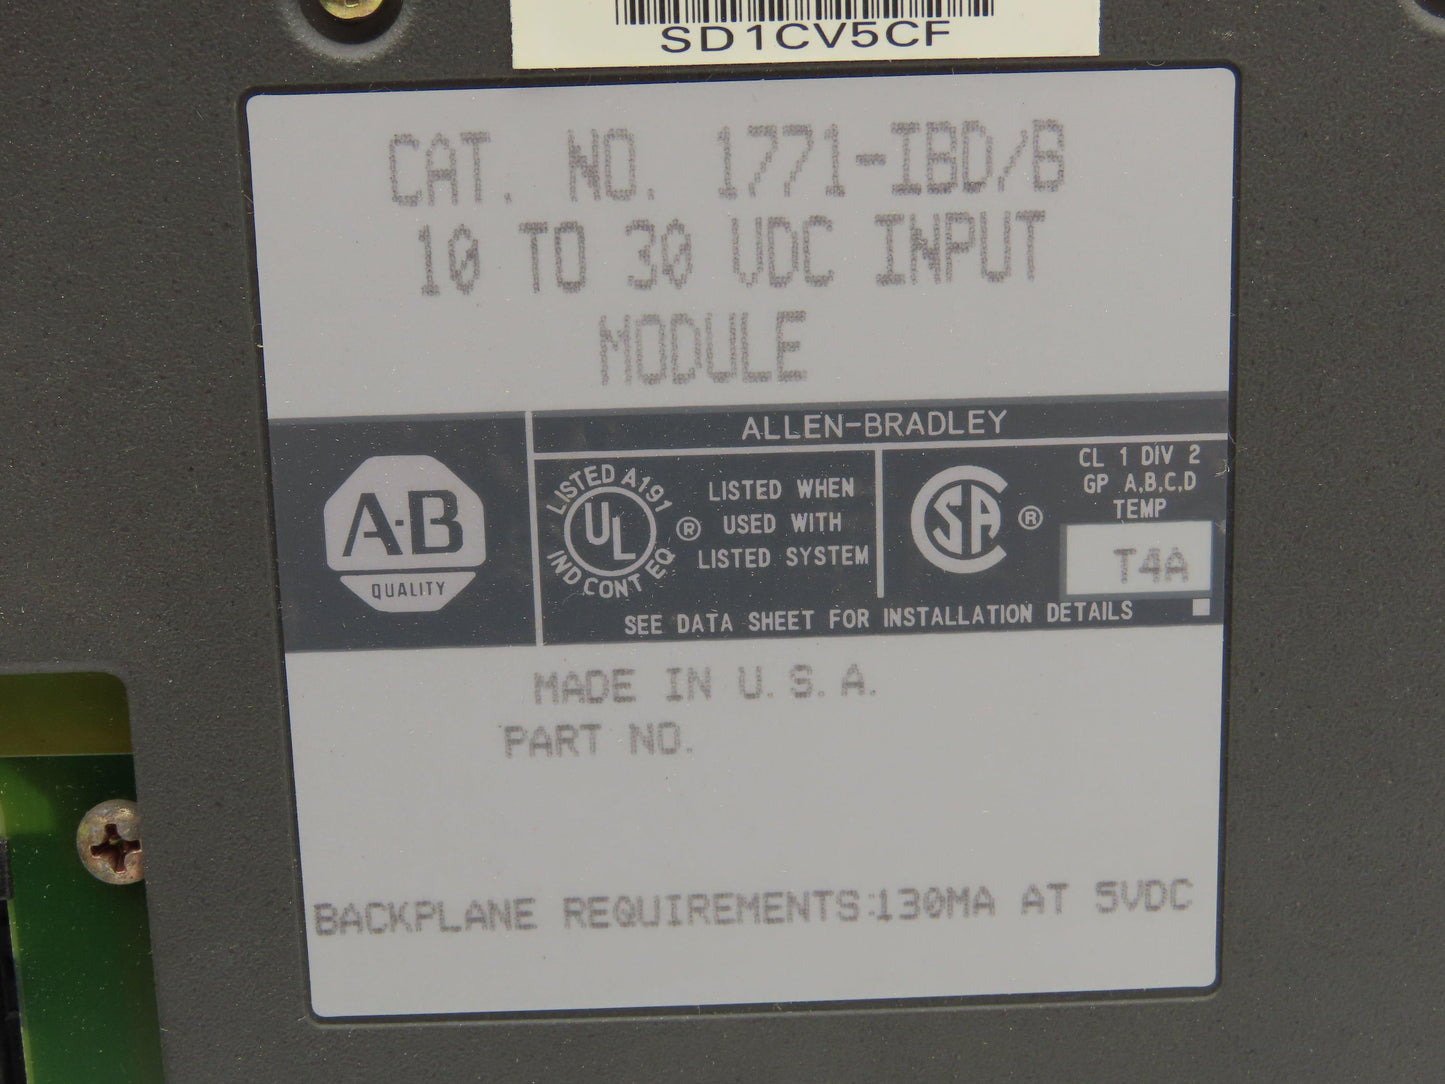 SD1CV5CF
CAT. NO. 1771-IBD/B
10 TO 30 VDC INPUT
MODULE
ALLEN-BRADLEY
A-B
QUALITY
LISTED A191
UL
IND CONT EQ
®
LISTED WHEN
USED WITH
LISTED SYSTEM
SA
®
CL 1 DIV 2
GP A,B,C,D
TEMP
T4A
SEE DATA SHEET FOR INSTALLATION DETAILS
MADE IN U.S.A.
PART NO.
BACKPLANE REQUIREMENTS:130MA AT 5VDC